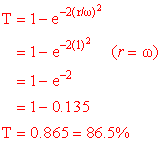 T = 1 - e^{-2(r/ω)^2}
= 1 - e^{-2(1)^2} (r = ω)
= 1 - e^{-2}
= 1 - 0.135
T = 0.865 = 86.5%